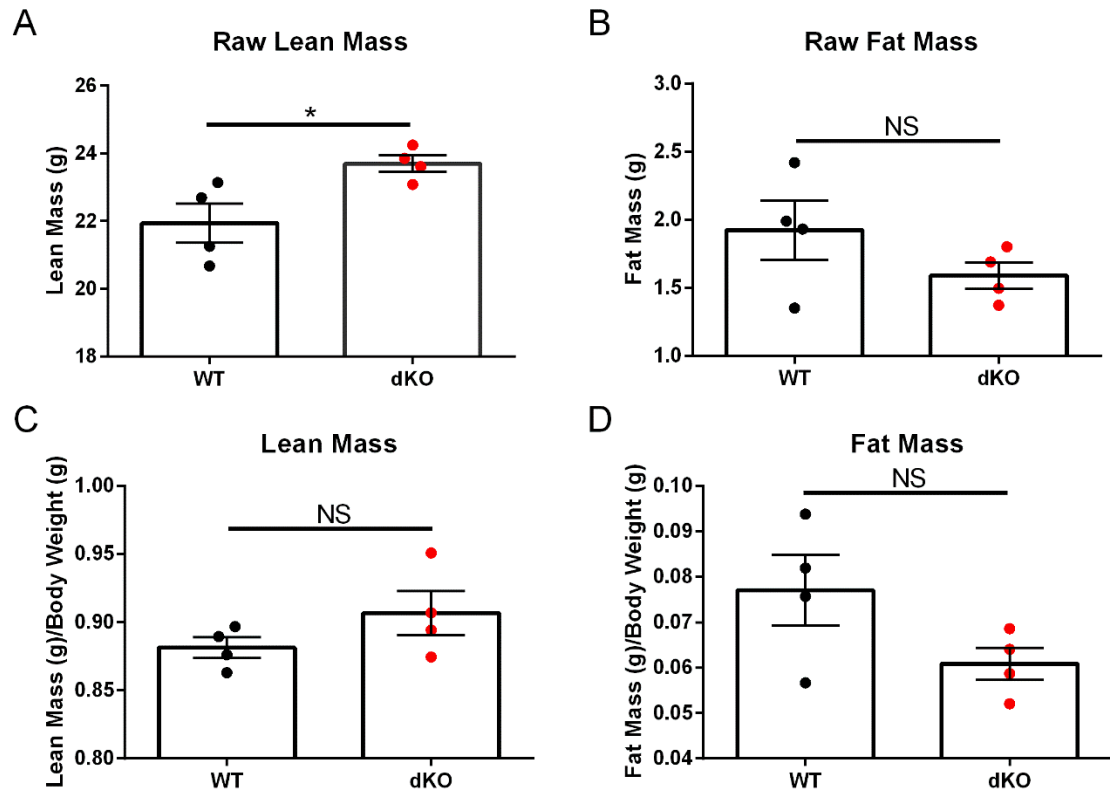 A
Raw Lean Mass
Lean Mass (g)
26
24
22
20
18
*
WT
dKO
B
Raw Fat Mass
Fat Mass (g)
3.0
2.5
2.0
1.5
1.0
NS
WT
dKO
C
Lean Mass
Lean Mass (g)/Body Weight (g)
1.00
0.95
0.90
0.85
0.80
NS
WT
dKO
D
Fat Mass
Fat Mass (g)/Body Weight (g)
0.10
0.09
0.08
0.07
0.06
0.05
0.04
NS
WT
dKO